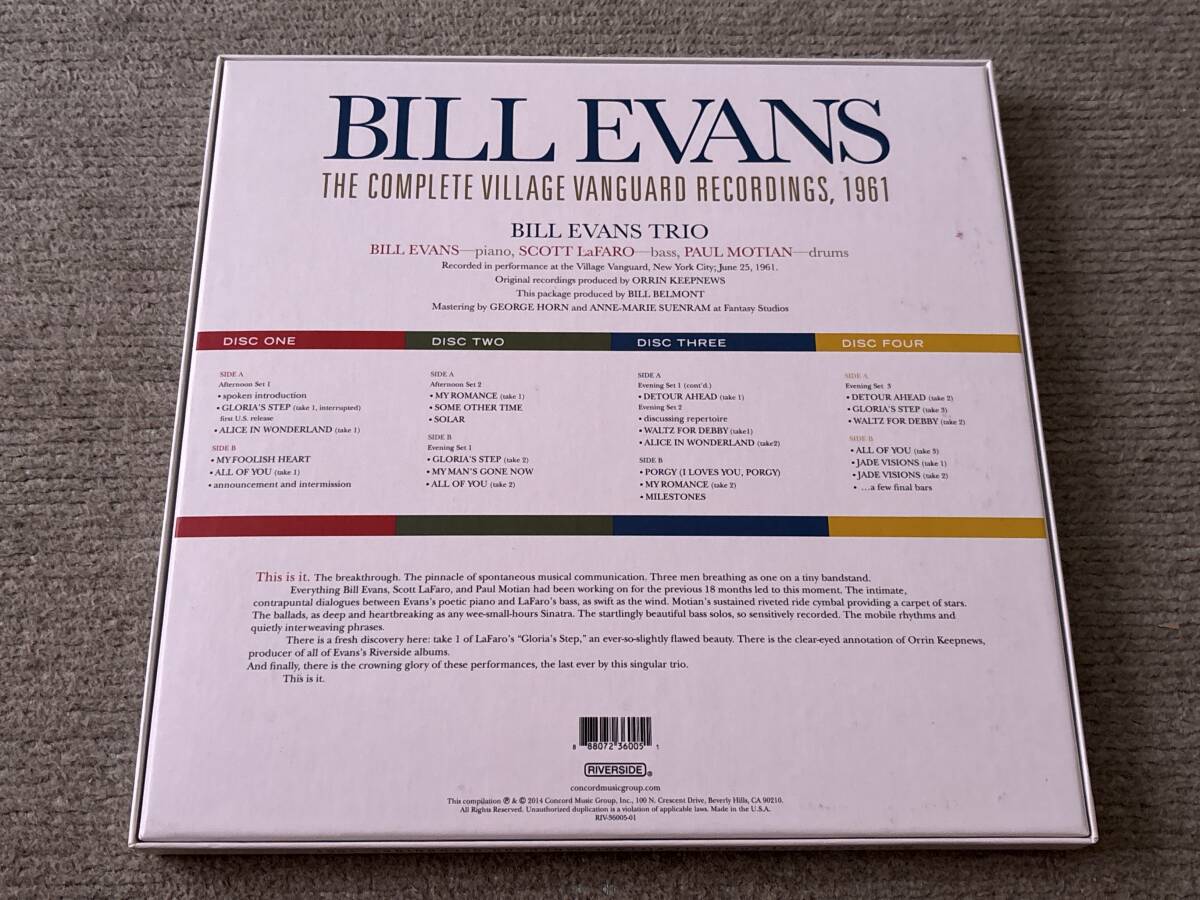 BILL EVANS
THE COMPLETE VILLAGE VANGUARD RECORDINGS, 1961
BILL EVANS TRIO
BILL EVANS—piano, SCOTT LaFARO—bass, PAUL MOTIAN—drums
Recorded in performance at the Village Vanguard, New York City; June 25, 1961.
Original recordings produced by ORRIN KEEPNEWS
This package produced by BILL BELMONT
Mastering by GEORGE HORN and ANNE-MARIE SUENRAM at Fantasy Studios
DISC ONE
SIDE A
Afternoon Set 1
• spoken introduction
• GLORIA'S STEP (take 1, interrupted)
first U.S. release
• ALICE IN WONDERLAND (take 1)
SIDE B
• MY FOOLISH HEART
• ALL OF YOU (take 1)
• announcement and intermission
DISC TWO
SIDE A
Afternoon Set 2
• MY ROMANCE (take 1)
• SOME OTHER TIME
• SOLAR
SIDE B
Evening Set 1
• GLORIA'S STEP (take 2)
• MY MAN'S GONE NOW
• ALL OF YOU (take 2)
DISC THREE
SIDE A
Evening Set 1 (cont'd.)
• DETOUR AHEAD (take 1)
Evening Set 2
• discussing repertoire
• WALTZ FOR DEBBY (take1)
• ALICE IN WONDERLAND (take2)
SIDE B
• PORGY (I LOVES YOU, PORGY)
• MY ROMANCE (take 2)
• MILESTONES
DISC FOUR
SIDE A
Evening Set 3
• DETOUR AHEAD (take 2)
• GLORIA'S STEP (take 3)
• WALTZ FOR DEBBY (take 2)
SIDE B
• ALL OF YOU (take 3)
• JADE VISIONS (take 1)
• JADE VISIONS (take 2)
• ...a few final bars
This is it. The breakthrough. The pinnacle of spontaneous musical communication. Three men breathing as one on a tiny bandstand.
Everything Bill Evans, Scott LaFaro, and Paul Motian had been working on for the previous 18 months led to this moment. The intimate,
contrapuntal dialogues between Evans's poetic piano and LaFaro's bass, as swift as the wind. Motian's sustained riveted ride cymbal providing a carpet of stars.
The ballads, as deep and heartbreaking as any wee-small-hours Sinatra. The startlingly beautiful bass solos, so sensitively recorded. The mobile rhythms and
quietly interweaving phrases.
There is a fresh discovery here: take 1 of LaFaro's "Gloria's Step," an ever-so-slightly flawed beauty. There is the clear-eyed annotation of Orrin Keepnews,
producer of all of Evans's Riverside albums.
And finally, there is the crowning glory of these performances, the last ever by this singular trio.
This is it.
8 88072 36005 1
RIVERSIDE®
concordmusicgroup.com
This compilation ℗ & © 2014 Concord Music Group, Inc., 100 N. Crescent Drive, Beverly Hills, CA 90210.
All Rights Reserved. Unauthorized duplication is a violation of applicable laws. Made in the U.S.A.
RIV-36005-01